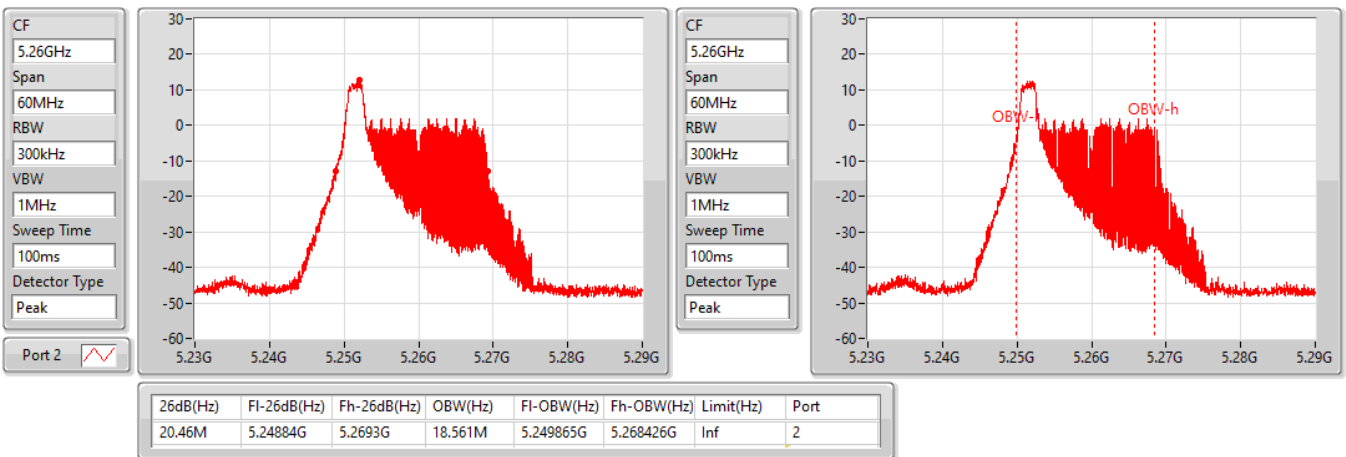 CF
5.26GHz
Span
60MHz
RBW
300kHz
VBW
1MHz
Sweep Time
100ms
Detector Type
Peak
Port 2
30
20
10
0
-10
-20
-30
-40
-50
-60
5.23G 5.24G 5.25G 5.26G 5.27G 5.28G 5.29G
CF
5.26GHz
Span
60MHz
RBW
300kHz
VBW
1MHz
Sweep Time
100ms
Detector Type
Peak
30
20
10
0
-10
-20
-30
-40
-50
-60
OBW-l
OBW-h
5.23G 5.24G 5.25G 5.26G 5.27G 5.28G 5.29G
26dB(Hz) Fl-26dB(Hz) Fh-26dB(Hz) OBW(Hz) Fl-OBW(Hz) Fh-OBW(Hz) Limit(Hz) Port
20.46M 5.24884G 5.2693G 18.561M 5.249865G 5.268426G Inf 2